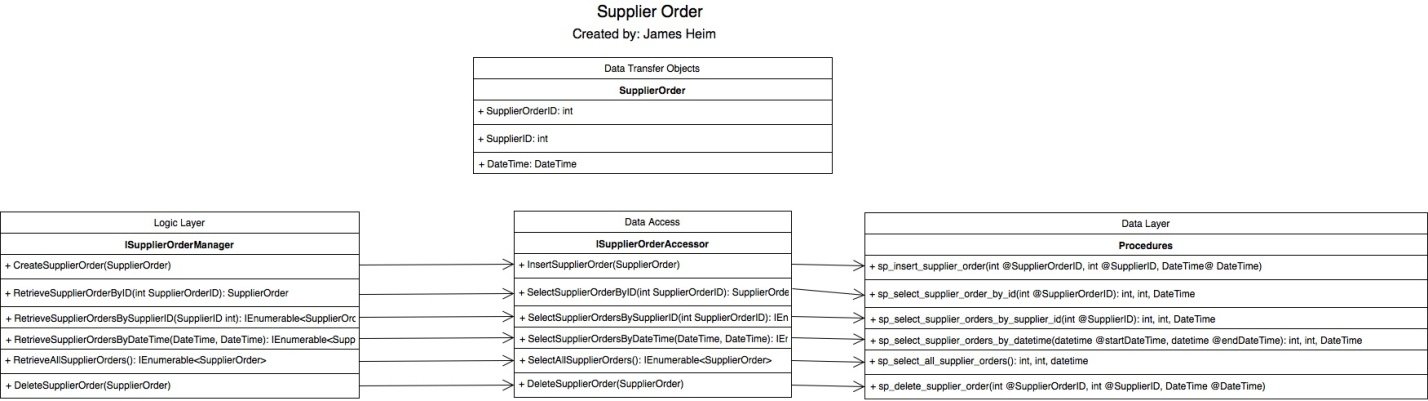 Supplier Order
Created by: James Heim
Data Transfer Objects
SupplierOrder
+ SupplierOrderID: int
+ SupplierID: int
+ DateTime: DateTime
Logic Layer
ISupplierOrderManager
+ CreateSupplierOrder(SupplierOrder)
+ RetrieveSupplierOrderByID(int SupplierOrderID): SupplierOrder
+ RetrieveSupplierOrdersBySupplierID(SupplierID int): IEnumerable<SupplierOrc
+ RetrieveSupplierOrdersByDateTime(DateTime, DateTime): IEnumerable<Supp
+ RetrieveAllSupplierOrders(): IEnumerable<SupplierOrder>
+ DeleteSupplierOrder(SupplierOrder)
Data Access
ISupplierOrderAccessor
+ InsertSupplierOrder(SupplierOrder)
+ SelectSupplierOrderByID(int SupplierOrderID): SupplierOrde
+ SelectSupplierOrdersBySupplierID(int SupplierOrderID): IEn
+ SelectSupplierOrdersByDateTime(DateTime, DateTime): IEr
+ SelectAllSupplierOrders(): IEnumerable<SupplierOrder>
+ DeleteSupplierOrder(SupplierOrder)
Data Layer
Procedures
+ sp_insert_supplier_order(int @SupplierOrderID, int @SupplierID, DateTime@ DateTime)
+ sp_select_supplier_order_by_id(int @SupplierOrderID): int, int, DateTime
+ sp_select_supplier_orders_by_supplier_id(int @SupplierID): int, int, DateTime
+ sp_select_supplier_orders_by_datetime(datetime @startDateTime, datetime @endDateTime): int, int, DateTime
+ sp_select_all_supplier_orders(): int, int, datetime
+ sp_delete_supplier_order(int @SupplierOrderID, int @SupplierID, DateTime @DateTime)